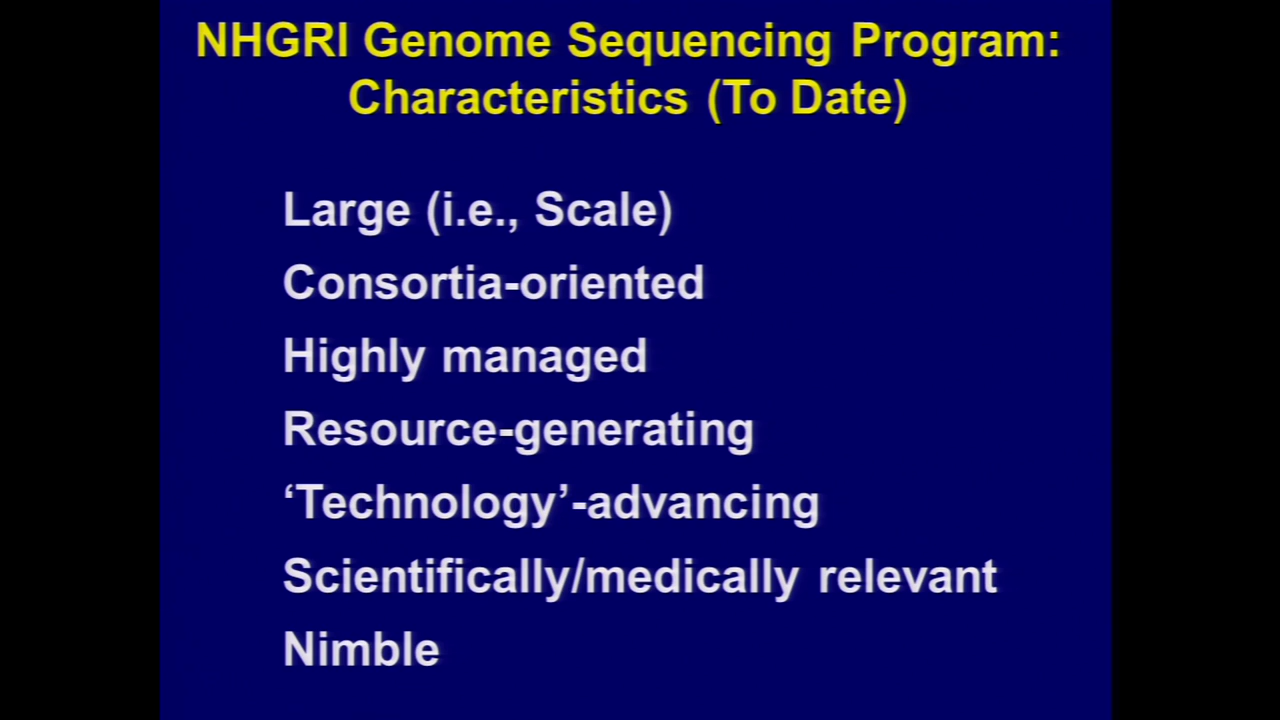 NHGRI Genome Sequencing Program:
Characteristics (To Date)
Large (i.e., Scale)
Consortia-oriented
Highly managed
Resource-generating
‘Technology’-advancing
Scientifically/medically relevant
Nimble